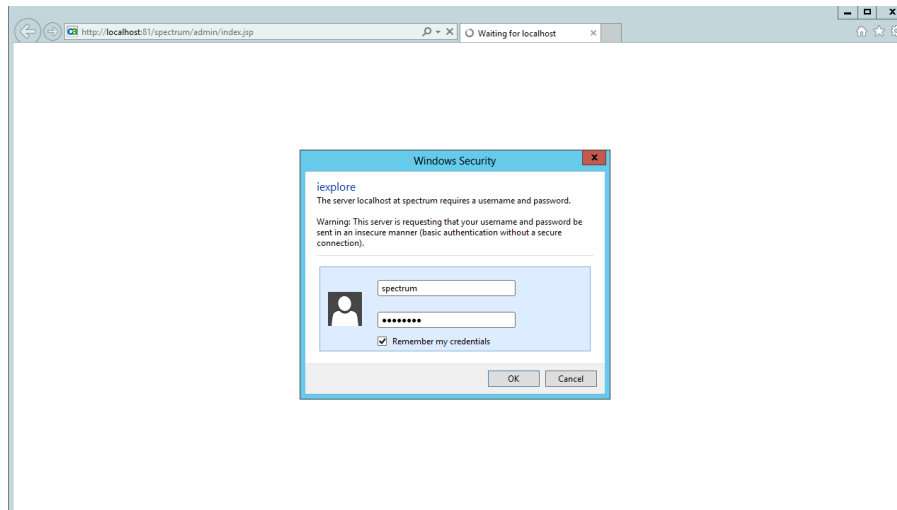 http://localhost:81/spectrum/admin/index.jsp
Waiting for localhost
Windows Security
iexplore
The server localhost at spectrum requires a username and password.
Warning: This server is requesting that your username and password be
sent in an insecure manner (basic authentication without a secure
connection).
spectrum
••••••••
Remember my credentials
OK Cancel